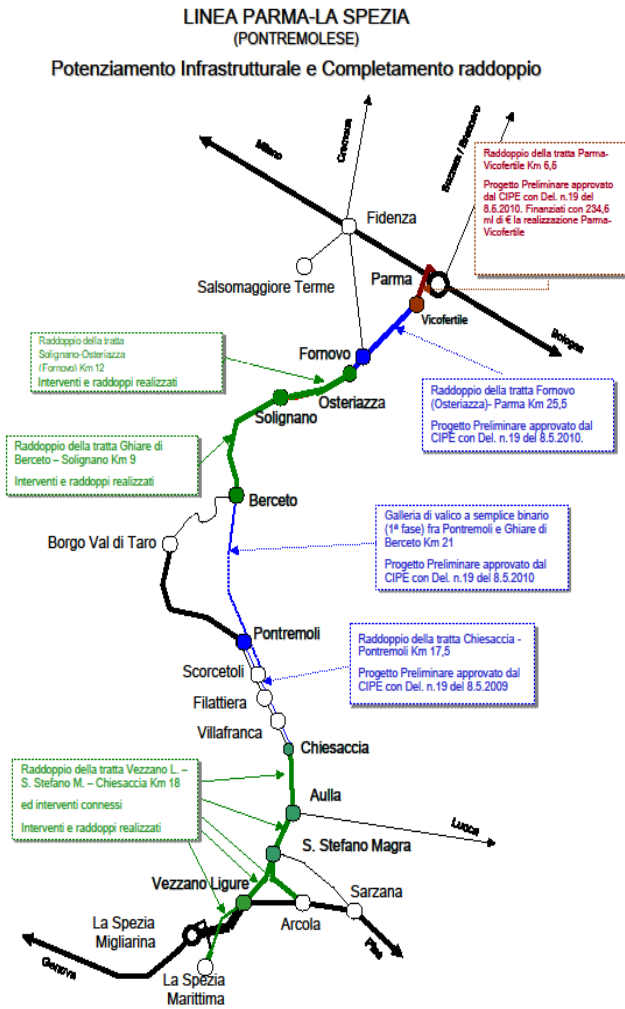 LINEA PARMA-LA SPEZIA
(PONTREMOLESE)
Potenziamento Infrastrutturale e Completamento raddoppio
Milano
Cremona
Suzzara / Brennero
Raddoppio della tratta Parma-
Vicofertile Km 6,5
Progetto Preliminare approvato
dal CIPE con Del. n.19 del
8.5.2010. Finanziati con 234,6
ml di € la realizzazione Parma-
Vicofertile
Fidenza
Salsomaggiore Terme
Parma
Vicofertile
Bologna
Raddoppio della tratta
Solignano-Osteriazza
(Fornovo) Km 12
Interventi e raddoppi realizzati
Fornovo
Osteriazza
Solignano
Raddoppio della tratta Fornovo
(Osteriazza)- Parma Km 25,5
Progetto Preliminare approvato dal
CIPE con Del. n.19 del 8.5.2010.
Raddoppio della tratta Ghiare di
Berceto – Solignano Km 9
Interventi e raddoppi realizzati
Berceto
Borgo Val di Taro
Galleria di valico a semplice binario
(1ª fase) fra Pontremoli e Ghiare di
Berceto Km 21
Progetto Preliminare approvato dal
CIPE con Del. n.19 del 8.5.2010
Pontremoli
Scorcetoli
Filattiera
Villafranca
Chiesaccia
Raddoppio della tratta Chiesaccia -
Pontremoli Km 17,5
Progetto Preliminare approvato dal
CIPE con Del. n.19 del 8.5.2009
Raddoppio della tratta Vezzano L. –
S. Stefano M. – Chiesaccia Km 18
ed interventi connessi
Interventi e raddoppi realizzati
Aulla
Lucca
S. Stefano Magra
Vezzano Ligure
Sarzana
Arcola
La Spezia
Migliarina
Pisa
Genova
La Spezia
Marittima